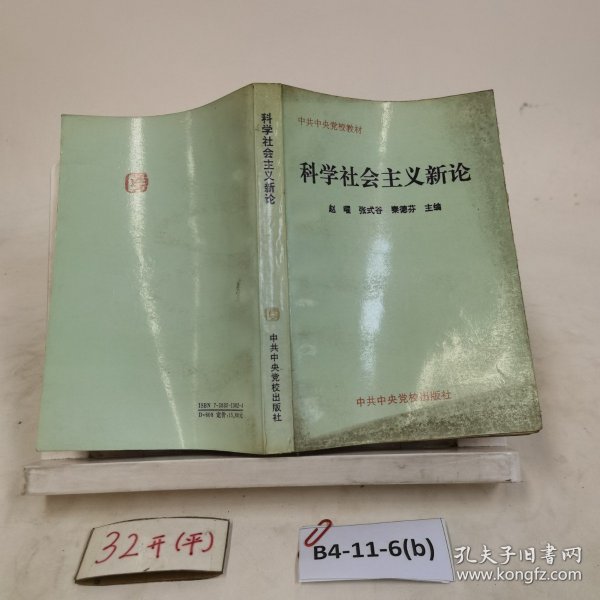 中共中央党校教材
科学社会主义新论
赵曜 张式谷 秦德芬 主编
中共中央党校出版社
科学社会主义新论
中共中央党校出版社
32开(平)
B4-11-6(b)
孔夫子旧书网
www.kongfz.com